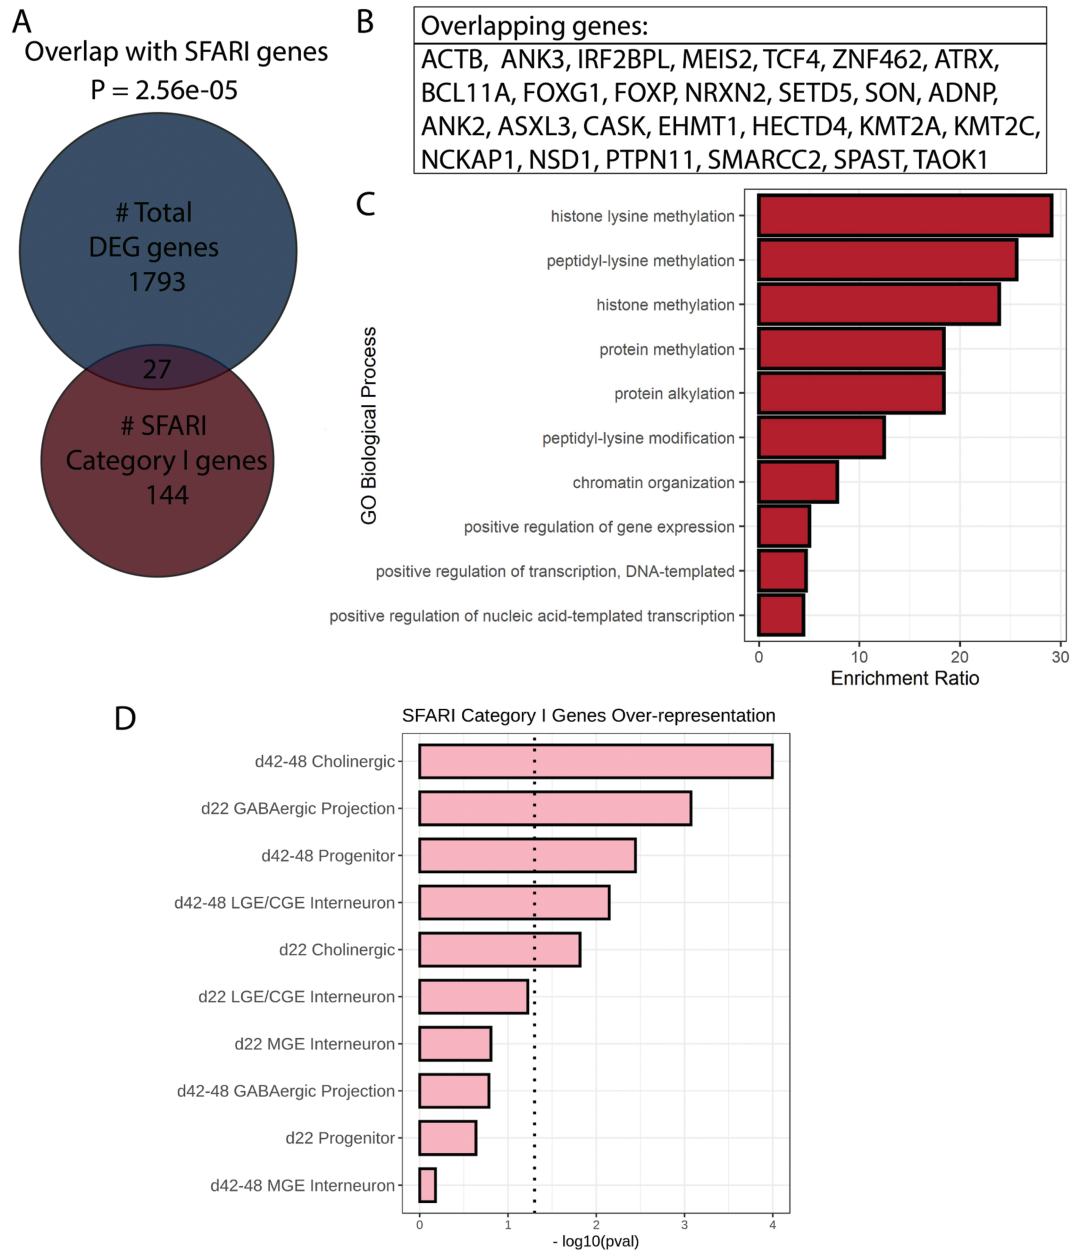 A
Overlap with SFARI genes
P = 2.56e-05
# Total
DEG genes
1793
27
# SFARI
Category I genes
144
B
Overlapping genes:
ACTB, ANK3, IRF2BPL, MEIS2, TCF4, ZNF462, ATRX,
BCL11A, FOXG1, FOXP, NRXN2, SETD5, SON, ADNP,
ANK2, ASXL3, CASK, EHMT1, HECTD4, KMT2A, KMT2C,
NCKAP1, NSD1, PTPN11, SMARCC2, SPAST, TAOK1
C
GO Biological Process
histone lysine methylation
peptidyl-lysine methylation
histone methylation
protein methylation
protein alkylation
peptidyl-lysine modification
chromatin organization
positive regulation of gene expression
positive regulation of transcription, DNA-templated
positive regulation of nucleic acid-templated transcription
0 10 20 30
Enrichment Ratio
D
SFARI Category I Genes Over-representation
d42-48 Cholinergic
d22 GABAergic Projection
d42-48 Progenitor
d42-48 LGE/CGE Interneuron
d22 Cholinergic
d22 LGE/CGE Interneuron
d22 MGE Interneuron
d42-48 GABAergic Projection
d22 Progenitor
d42-48 MGE Interneuron
0 1 2 3 4
- log10(pval)